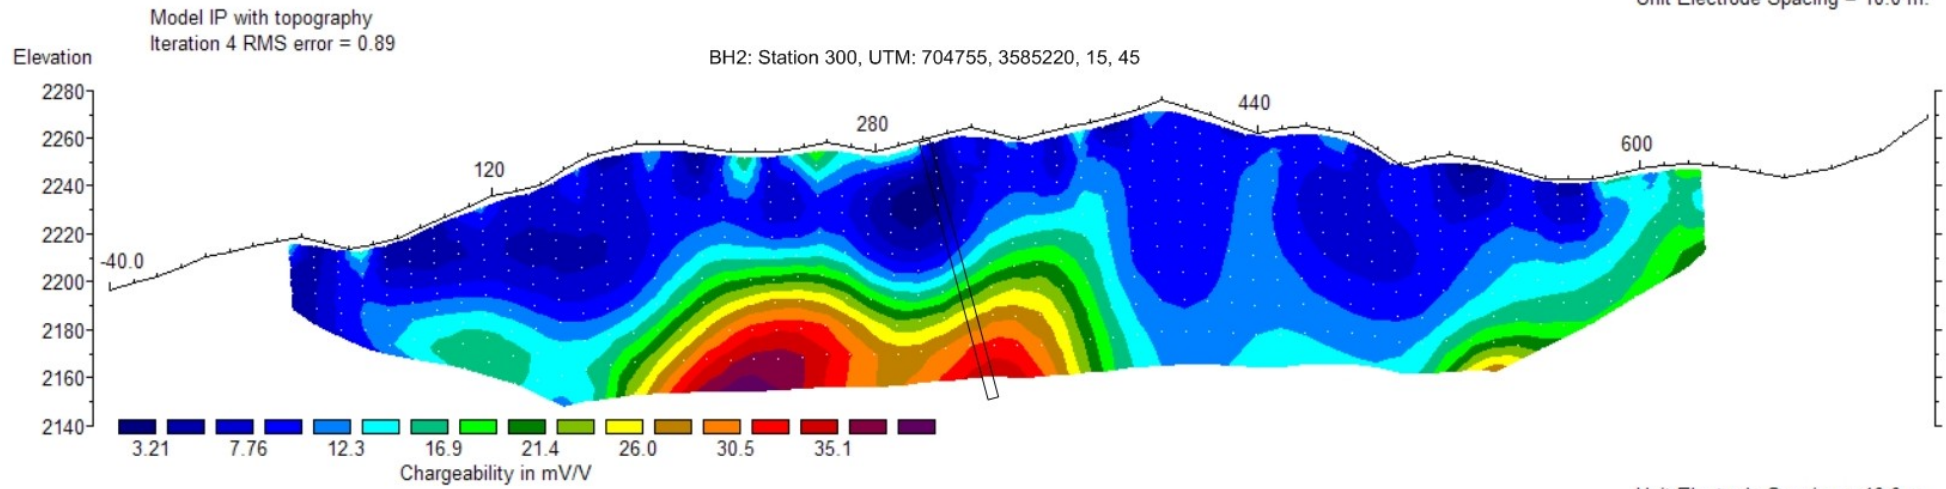 Model IP with topography
Iteration 4 RMS error = 0.89
Elevation
BH2: Station 300, UTM: 704755, 3585220, 15, 45
2280
2260
2240
2220
2200
2180
2160
2140
-40.0
120
280
440
600
3.21 7.76 12.3 16.9 21.4 26.0 30.5 35.1
Chargeability in mV/V